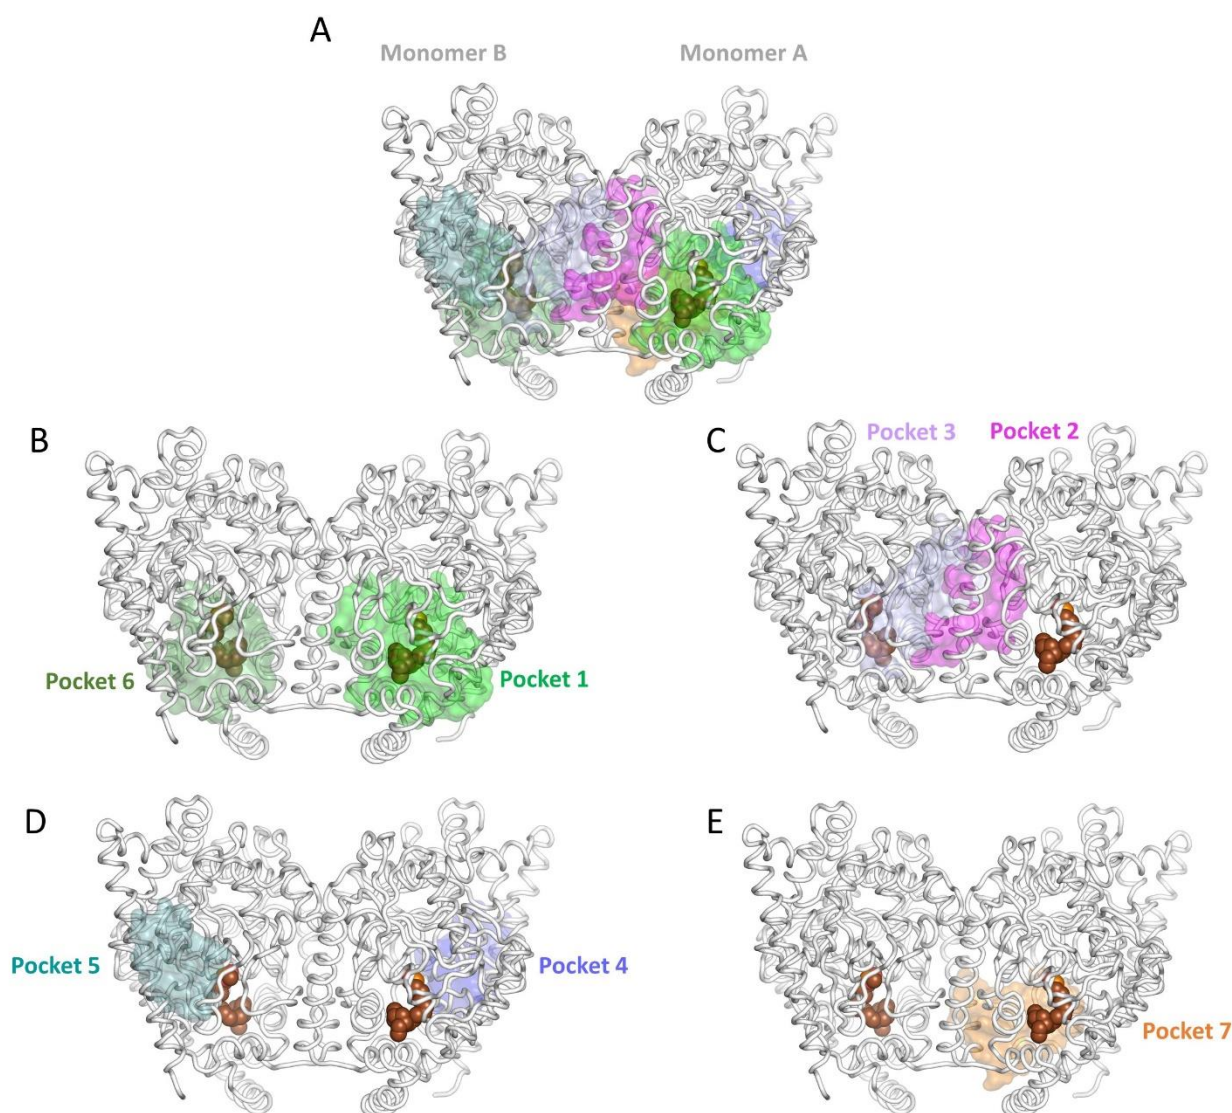 A
Monomer B
Monomer A
B
Pocket 6
Pocket 1
C
Pocket 3
Pocket 2
D
Pocket 5
Pocket 4
E
Pocket 7